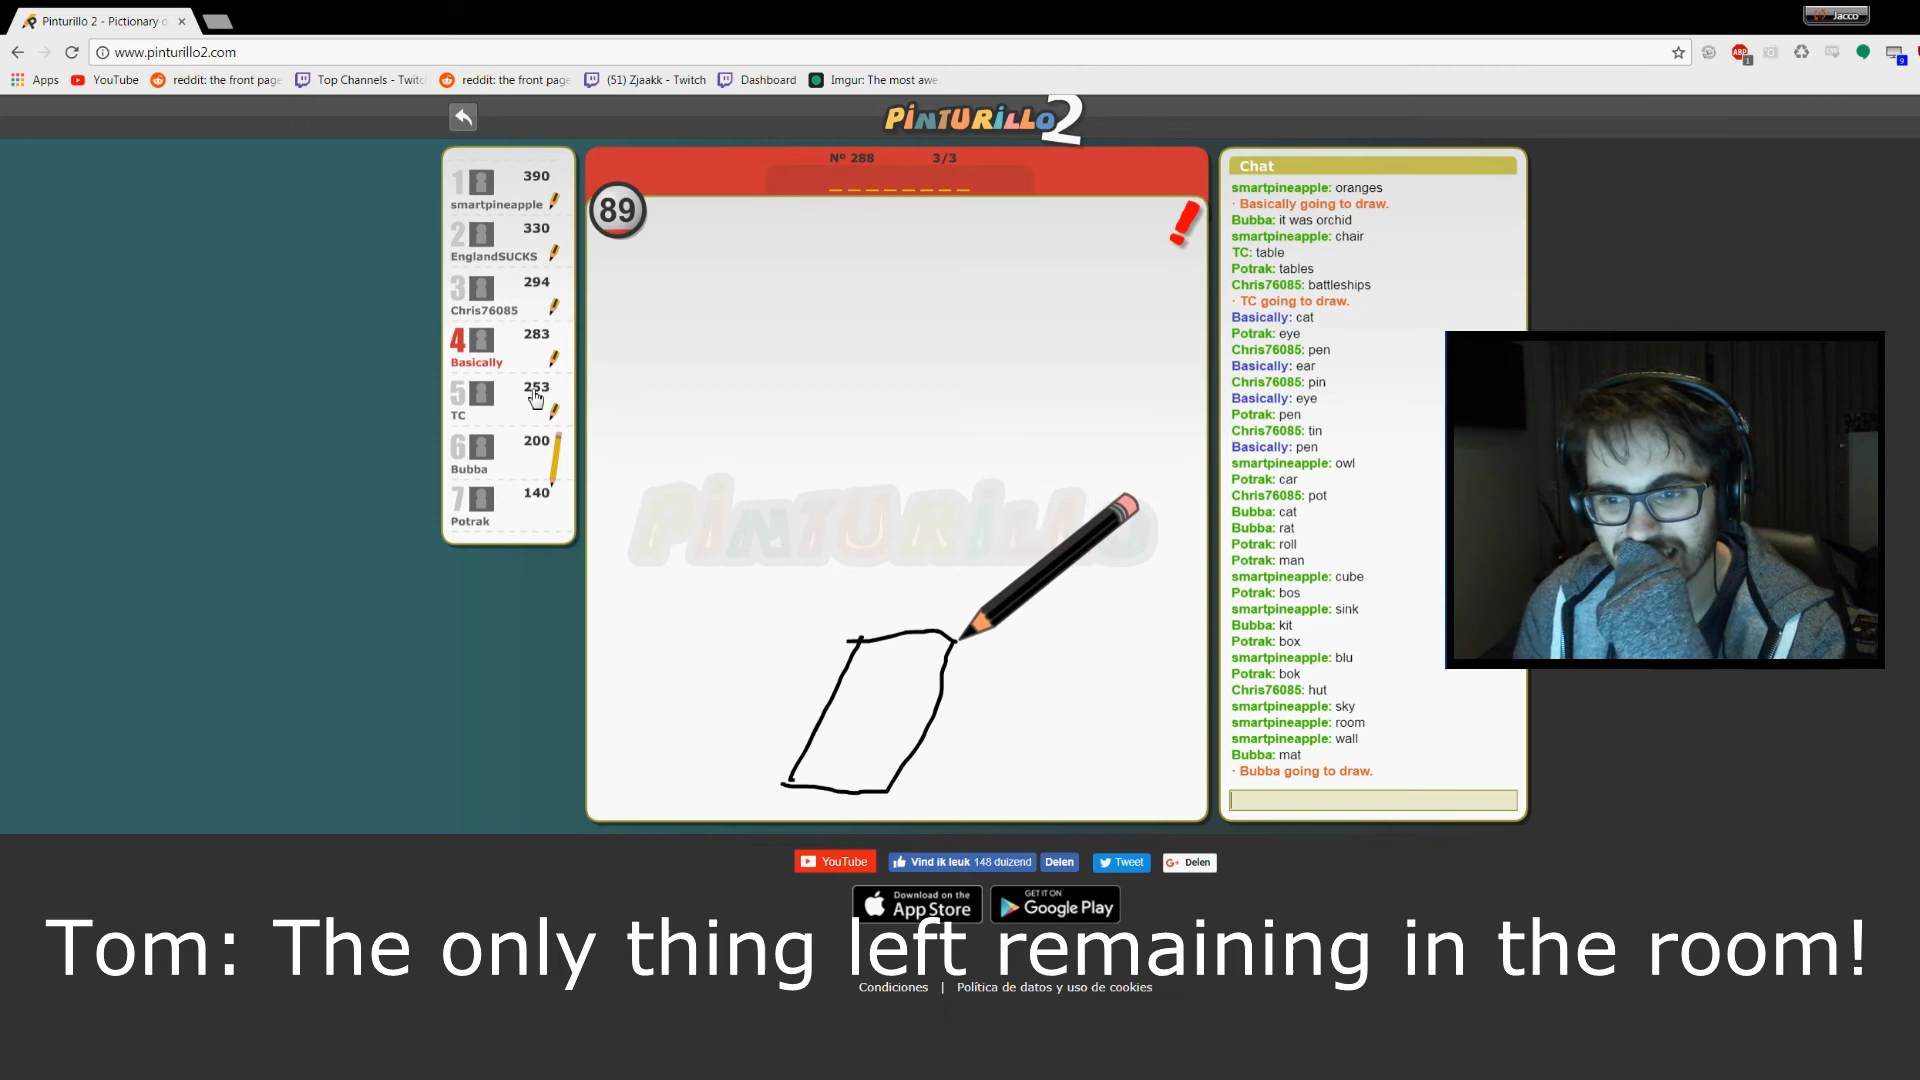 Pinturillo 2 - Pictionary o
Jacco
www.pinturillo2.com
Apps YouTube reddit: the front page Top Channels - Twitc reddit: the front page (51) Zjaakk - Twitch Dashboard Imgur: The most awe
PiNTURiLLO 2
Nº 288 3/3
_ _ _ _ _ _ _ _
89
1 390
smartpineapple
2 330
EnglandSUCKS
3 294
Chris76085
4 283
Basically
5 253
TC
6 200
Bubba
7 140
Potrak
PiNTURiLLO
Chat
smartpineapple: oranges
· Basically going to draw.
Bubba: it was orchid
smartpineapple: chair
TC: table
Potrak: tables
Chris76085: battleships
· TC going to draw.
Basically: cat
Potrak: eye
Chris76085: pen
Basically: ear
Chris76085: pin
Basically: eye
Potrak: pen
Chris76085: tin
Basically: pen
smartpineapple: owl
Potrak: car
Chris76085: pot
Bubba: cat
Bubba: rat
Potrak: roll
Potrak: man
smartpineapple: cube
Potrak: bos
smartpineapple: sink
Bubba: kit
Potrak: box
smartpineapple: blu
Potrak: bok
Chris76085: hut
smartpineapple: sky
smartpineapple: room
smartpineapple: wall
Bubba: mat
· Bubba going to draw.
YouTube Vind ik leuk 148 duizend Delen Tweet G+ Delen
Download on the App Store GET IT ON Google Play
Tom: The only thing left remaining in the room!
Condiciones | Política de datos y uso de cookies